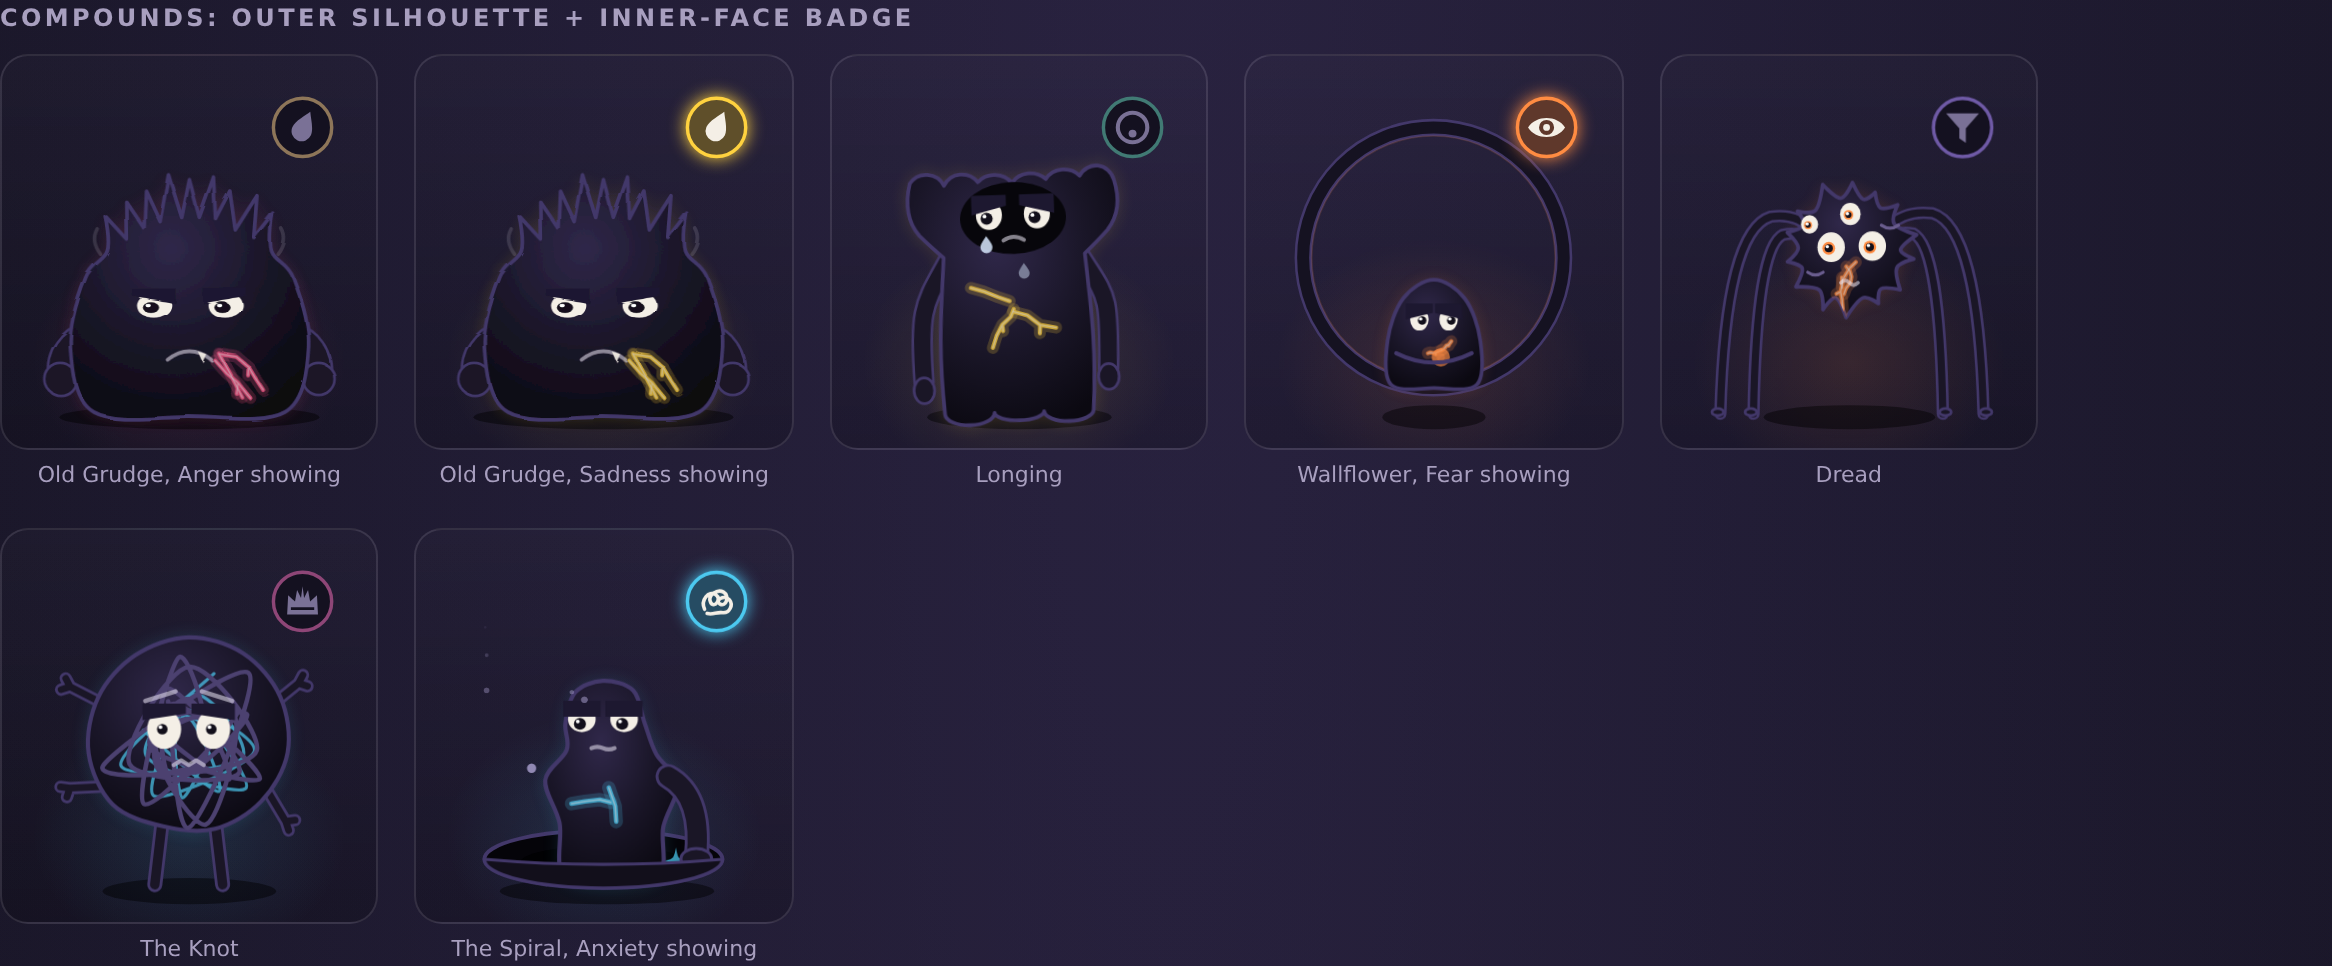 COMPOUNDS: OUTER SILHOUETTE + INNER-FACE BADGE
Old Grudge, Anger showing
Old Grudge, Sadness showing
Longing
Wallflower, Fear showing
Dread
The Knot
The Spiral, Anxiety showing